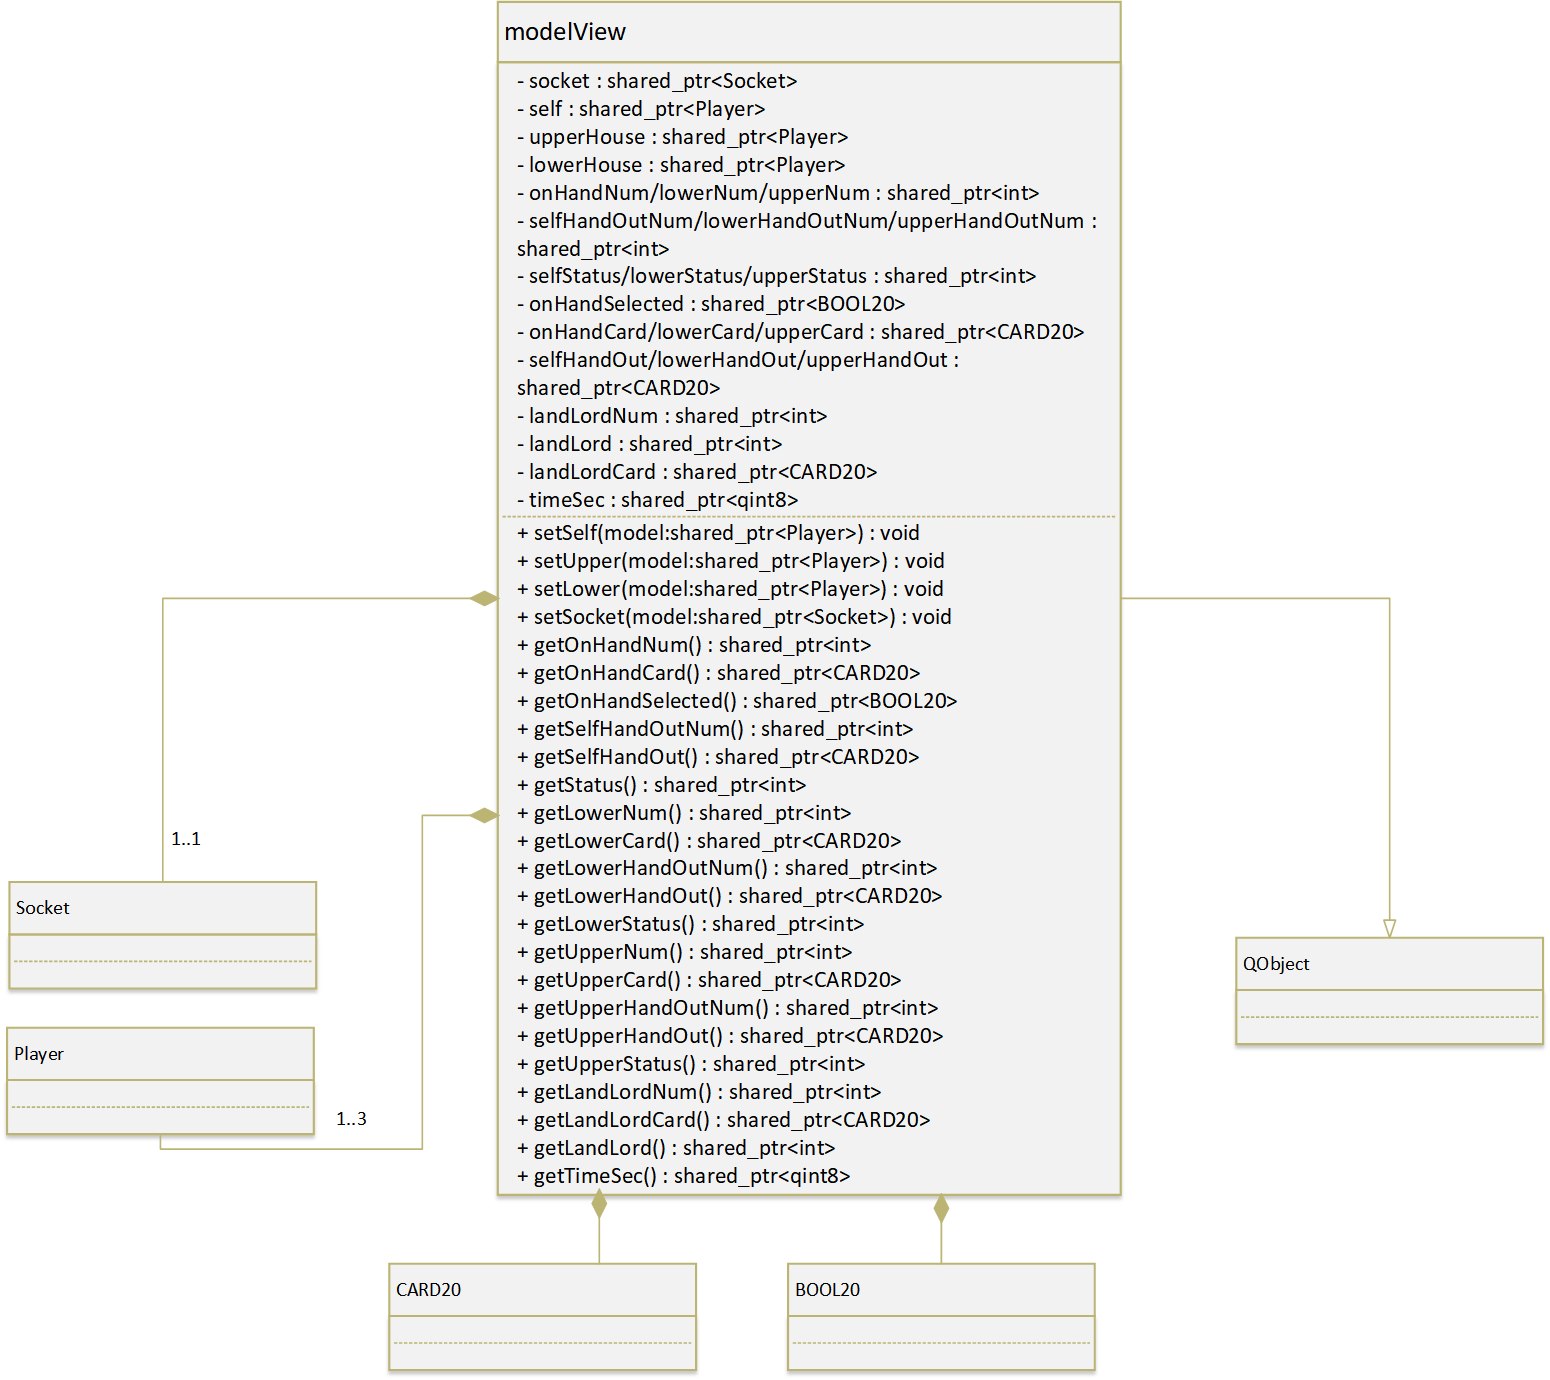 modelView
- socket : shared_ptr<Socket>
- self : shared_ptr<Player>
- upperHouse : shared_ptr<Player>
- lowerHouse : shared_ptr<Player>
- onHandNum/lowerNum/upperNum : shared_ptr<int>
- selfHandOutNum/lowerHandOutNum/upperHandOutNum :
shared_ptr<int>
- selfStatus/lowerStatus/upperStatus : shared_ptr<int>
- onHandSelected : shared_ptr<BOOL20>
- onHandCard/lowerCard/upperCard : shared_ptr<CARD20>
- selfHandOut/lowerHandOut/upperHandOut :
shared_ptr<CARD20>
- landLordNum : shared_ptr<int>
- landLord : shared_ptr<int>
- landLordCard : shared_ptr<CARD20>
- timeSec : shared_ptr<qint8>
+ setSelf(model:shared_ptr<Player>) : void
+ setUpper(model:shared_ptr<Player>) : void
+ setLower(model:shared_ptr<Player>) : void
+ setSocket(model:shared_ptr<Socket>) : void
+ getOnHandNum() : shared_ptr<int>
+ getOnHandCard() : shared_ptr<CARD20>
+ getOnHandSelected() : shared_ptr<BOOL20>
+ getSelfHandOutNum() : shared_ptr<int>
+ getSelfHandOut() : shared_ptr<CARD20>
+ getStatus() : shared_ptr<int>
+ getLowerNum() : shared_ptr<int>
+ getLowerCard() : shared_ptr<CARD20>
+ getLowerHandOutNum() : shared_ptr<int>
+ getLowerHandOut() : shared_ptr<CARD20>
+ getLowerStatus() : shared_ptr<int>
+ getUpperNum() : shared_ptr<int>
+ getUpperCard() : shared_ptr<CARD20>
+ getUpperHandOutNum() : shared_ptr<int>
+ getUpperHandOut() : shared_ptr<CARD20>
+ getUpperStatus() : shared_ptr<int>
+ getLandLordNum() : shared_ptr<int>
+ getLandLordCard() : shared_ptr<CARD20>
+ getLandLord() : shared_ptr<int>
+ getTimeSec() : shared_ptr<qint8>
1..1
Socket
Player
1..3
QObject
CARD20
BOOL20